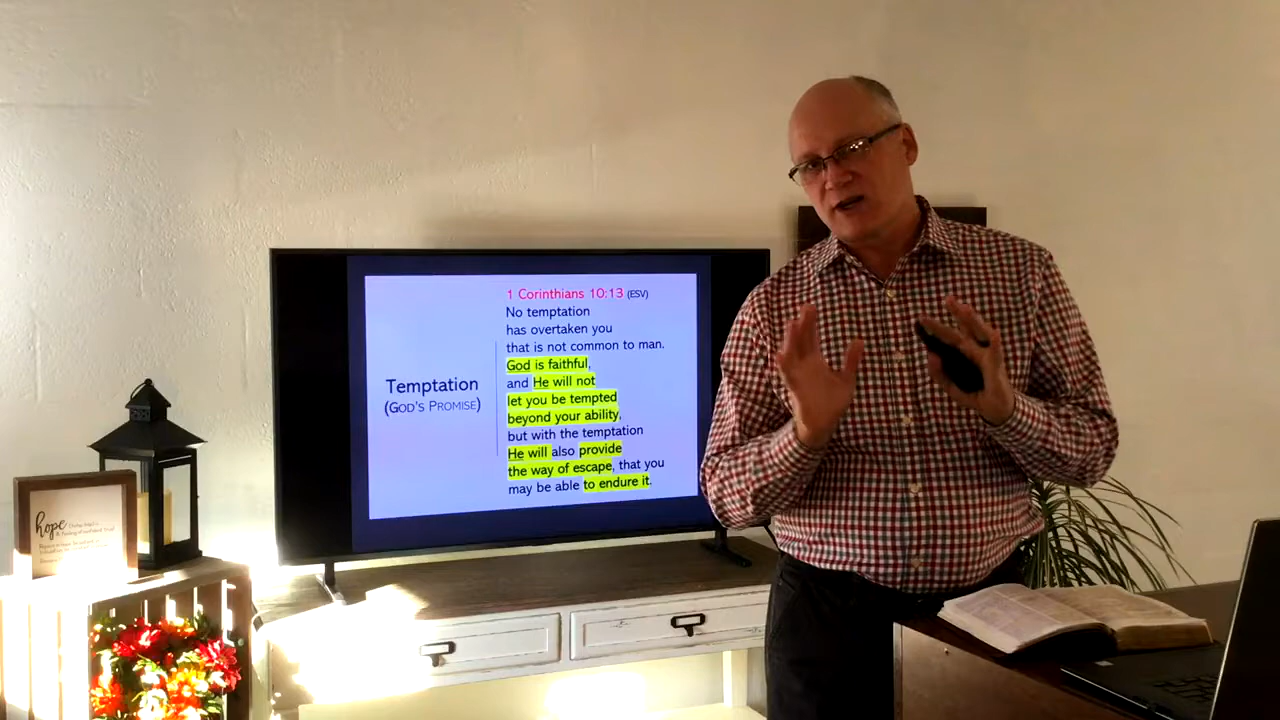 hope
Temptation
(GOD'S PROMISE)
1 Corinthians 10:13 (ESV)
No temptation
has overtaken you
that is not common to man.
God is faithful,
and He will not
let you be tempted
beyond your ability,
but with the temptation
He will also provide
the way of escape, that you
may be able to endure it.